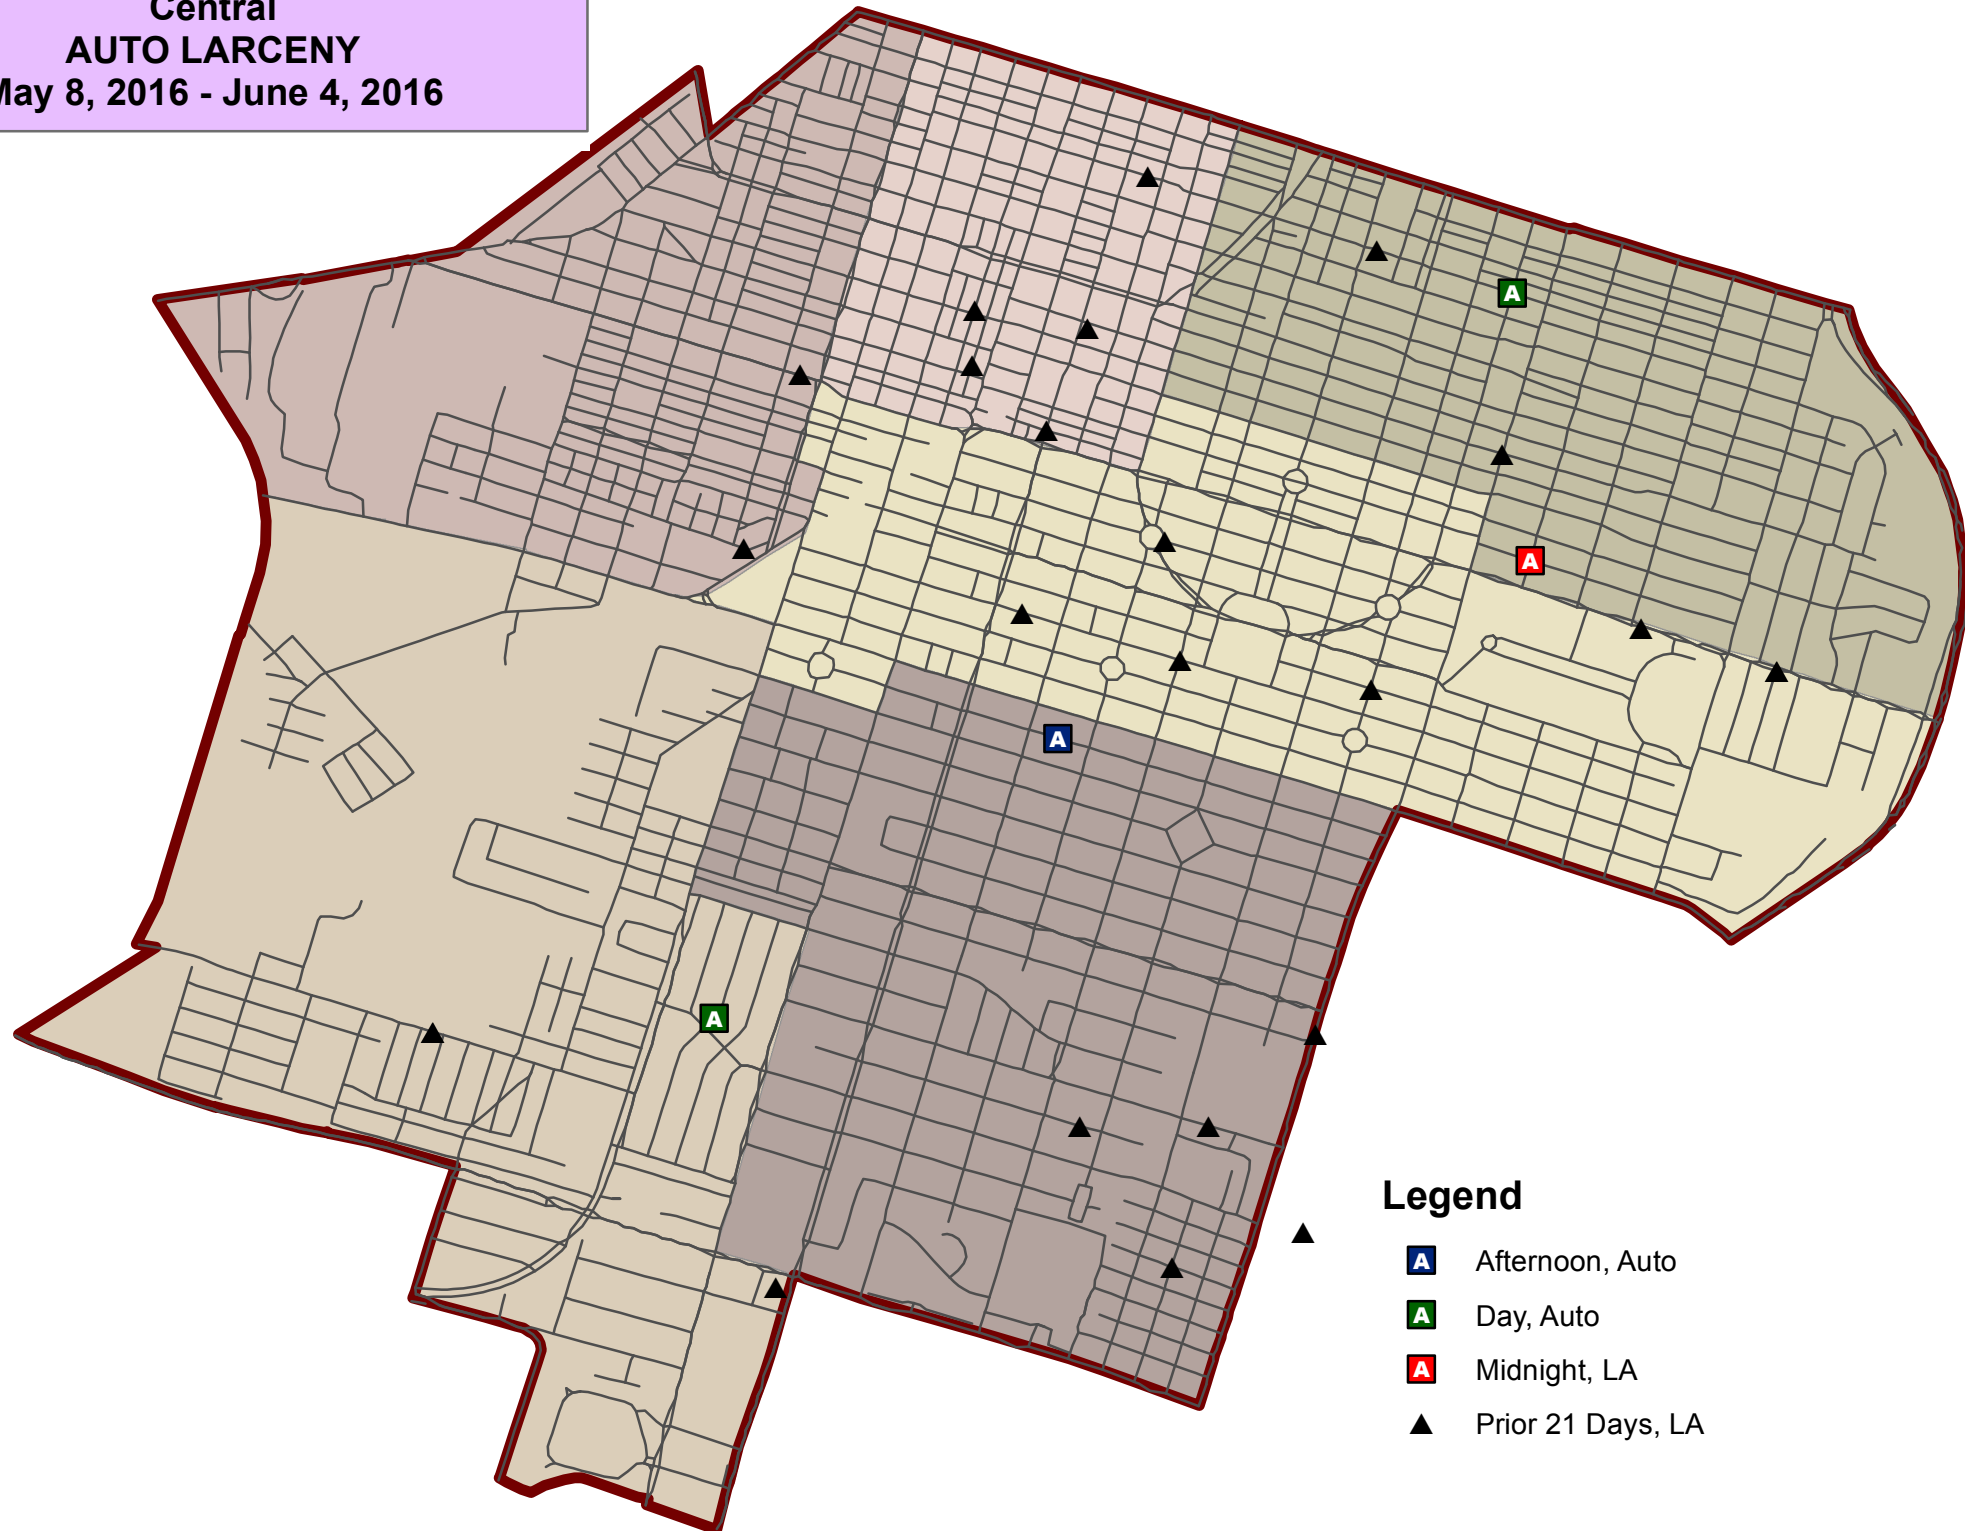 Central
AUTO LARCENY
May 8, 2016 - June 4, 2016
A
A
A
A
Legend
A Afternoon, Auto
A Day, Auto
A Midnight, LA
Prior 21 Days, LA